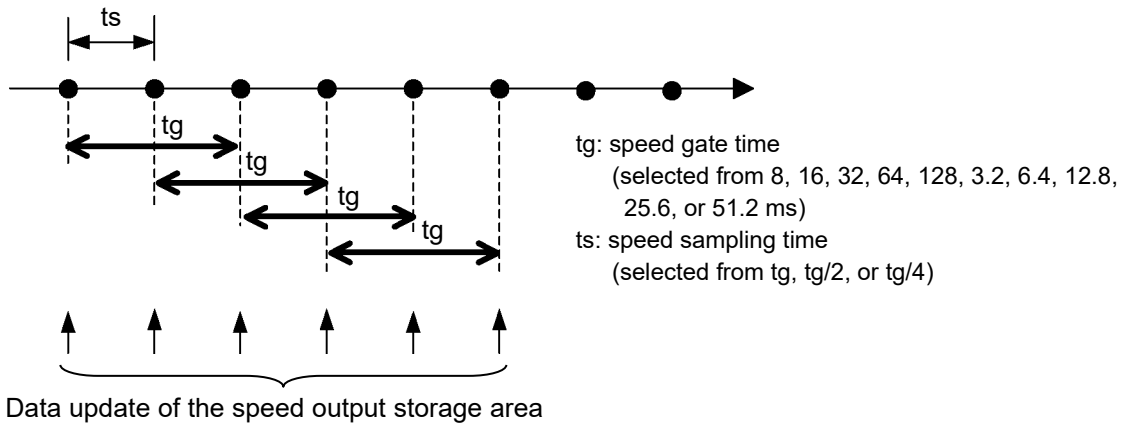 ts
tg
tg
tg
tg
tg: speed gate time
(selected from 8, 16, 32, 64, 128, 3.2, 6.4, 12.8,
25.6, or 51.2 ms)
ts: speed sampling time
(selected from tg, tg/2, or tg/4)
Data update of the speed output storage area